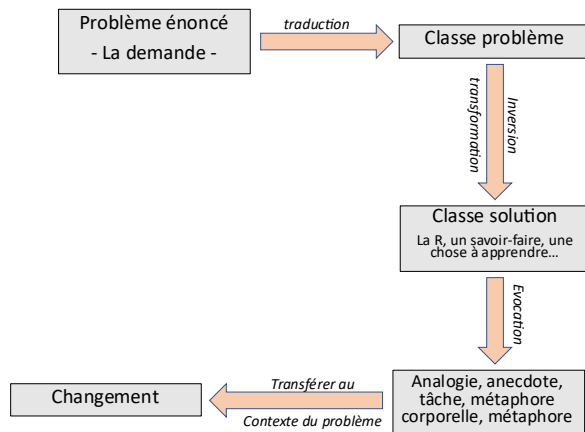 Problème énoncé
- La demande -
traduction
Classe problème
Inversion
transformation
Classe solution
La R, un savoir-faire, une
chose à apprendre...
Evocation
Analogie, anecdote,
tâche, métaphore
corporelle, métaphore
Transférer au
Contexte du problème
Changement